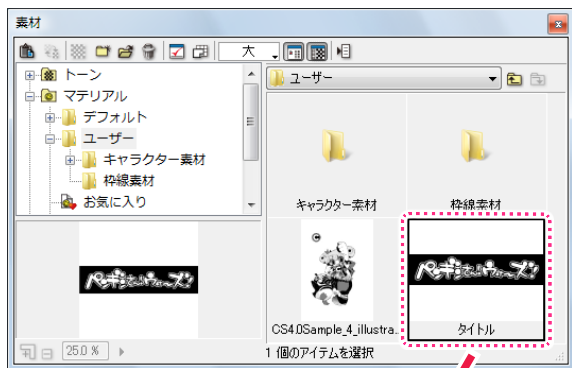 素材
大
トーン
マテリアル
デフォルト
ユーザー
キャラクター素材
枠線素材
お気に入り
ユーザー
キャラクター素材
枠線素材
CS4.0Sample_4_illustra...
タイトル
25.0 %
1 個のアイテムを選択